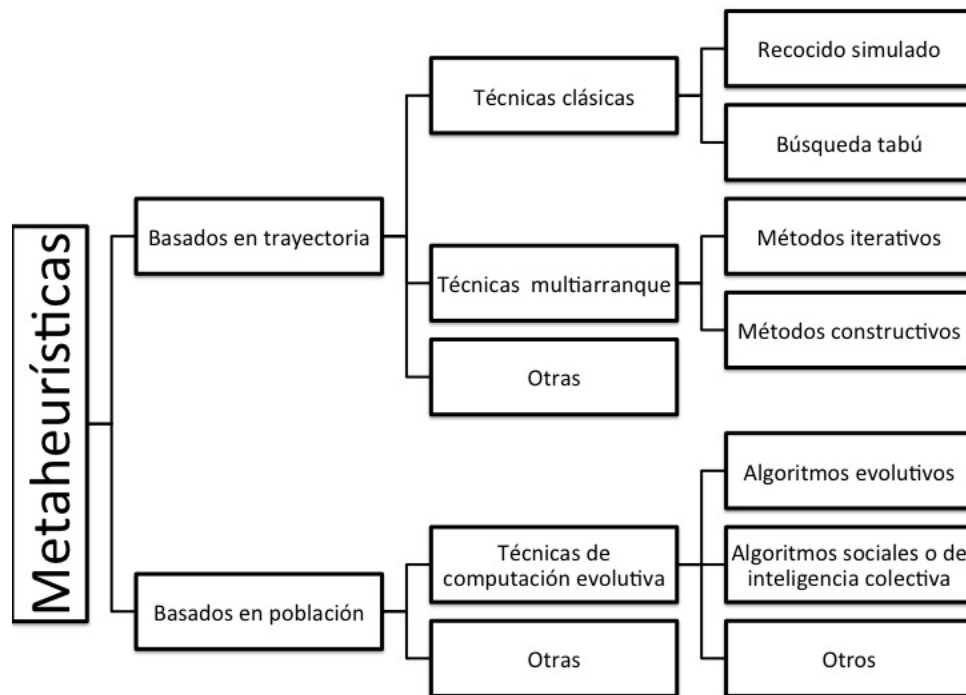 Metaheurísticas
Basados en trayectoria
Técnicas clásicas
Recocido simulado
Búsqueda tabú
Técnicas multiarranque
Métodos iterativos
Métodos constructivos
Otras
Basados en población
Técnicas de
computación evolutiva
Algoritmos evolutivos
Algoritmos sociales o de
inteligencia colectiva
Otros
Otras